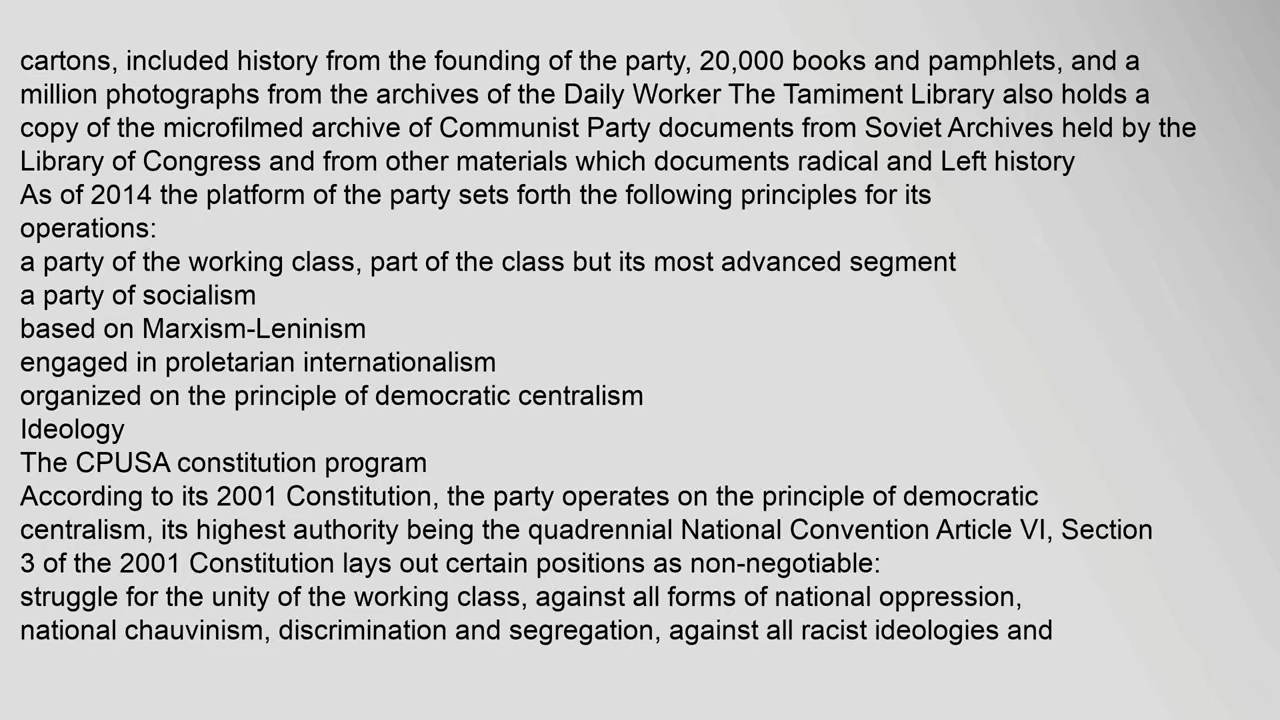 cartons, included history from the founding of the party, 20,000 books and pamphlets, and a
million photographs from the archives of the Daily Worker The Tamiment Library also holds a
copy of the microfilmed archive of Communist Party documents from Soviet Archives held by the
Library of Congress and from other materials which documents radical and Left history
As of 2014 the platform of the party sets forth the following principles for its
operations:
a party of the working class, part of the class but its most advanced segment
a party of socialism
based on Marxism-Leninism
engaged in proletarian internationalism
organized on the principle of democratic centralism
Ideology
The CPUSA constitution program
According to its 2001 Constitution, the party operates on the principle of democratic
centralism, its highest authority being the quadrennial National Convention Article VI, Section
3 of the 2001 Constitution lays out certain positions as non-negotiable:
struggle for the unity of the working class, against all forms of national oppression,
national chauvinism, discrimination and segregation, against all racist ideologies and